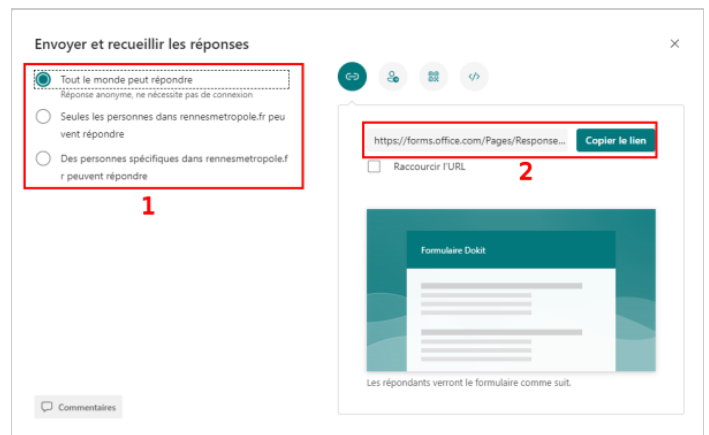 Envoyer et recueillir les réponses
Tout le monde peut répondre
Réponse anonyme, ne nécessite pas de connexion
Seules les personnes dans rennesmetropole.fr peu
vent répondre
Des personnes spécifiques dans rennesmetropole.f
r peuvent répondre
1
https://forms.office.com/Pages/Response...
Copier le lien
Raccourcir l'URL
2
Formulaire Dokit
Les répondants verront le formulaire comme suit.
Commentaires